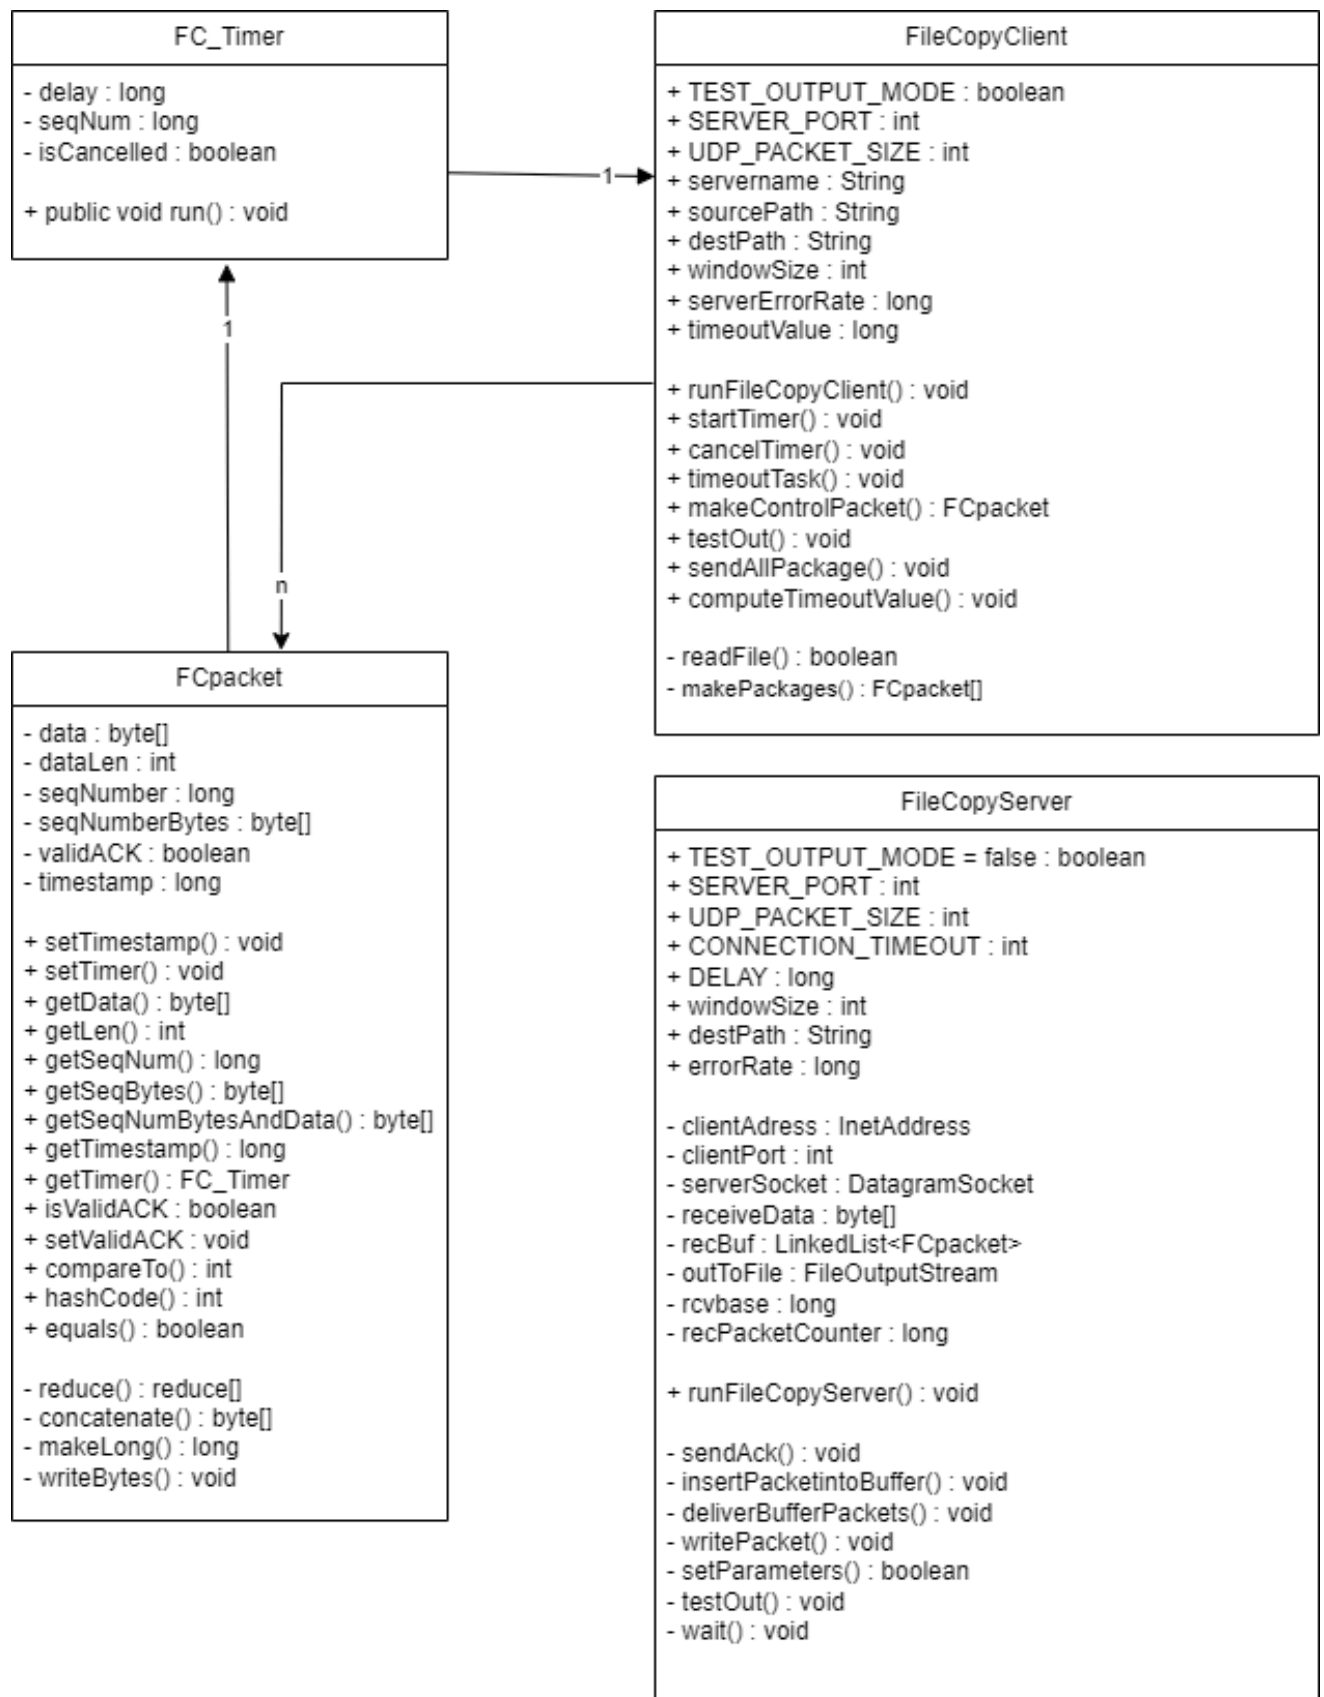 FC_Timer
- delay : long
- seqNum : long
- isCancelled : boolean
+ public void run() : void
1
FileCopyClient
+ TEST_OUTPUT_MODE : boolean
+ SERVER_PORT : int
+ UDP_PACKET_SIZE : int
+ servername : String
+ sourcePath : String
+ destPath : String
+ windowSize : int
+ serverErrorRate : long
+ timeoutValue : long
+ runFileCopyClient() : void
+ startTimer() : void
+ cancelTimer() : void
+ timeoutTask() : void
+ makeControlPacket() : FCpacket
+ testOut() : void
+ sendAllPackage() : void
+ computeTimeoutValue() : void
- readFile() : boolean
- makePackages() : FCpacket[]
1
n
FCpacket
- data : byte[]
- dataLen : int
- seqNumber : long
- seqNumberBytes : byte[]
- validACK : boolean
- timestamp : long
+ setTimestamp() : void
+ setTimer() : void
+ getData() : byte[]
+ getLen() : int
+ getSeqNum() : long
+ getSeqBytes() : byte[]
+ getSeqNumBytesAndData() : byte[]
+ getTimestamp() : long
+ getTimer() : FC_Timer
+ isValidACK : boolean
+ setValidACK : void
+ compareTo() : int
+ hashCode() : int
+ equals() : boolean
- reduce() : reduce[]
- concatenate() : byte[]
- makeLong() : long
- writeBytes() : void
FileCopyServer
+ TEST_OUTPUT_MODE = false : boolean
+ SERVER_PORT : int
+ UDP_PACKET_SIZE : int
+ CONNECTION_TIMEOUT : int
+ DELAY : long
+ windowSize : int
+ destPath : String
+ errorRate : long
- clientAdress : InetAddress
- clientPort : int
- serverSocket : DatagramSocket
- receiveData : byte[]
- recBuf : LinkedList<FCpacket>
- outToFile : FileOutputStream
- rcvbase : long
- recPacketCounter : long
+ runFileCopyServer() : void
- sendAck() : void
- insertPacketintoBuffer() : void
- deliverBufferPackets() : void
- writePacket() : void
- setParameters() : boolean
- testOut() : void
- wait() : void